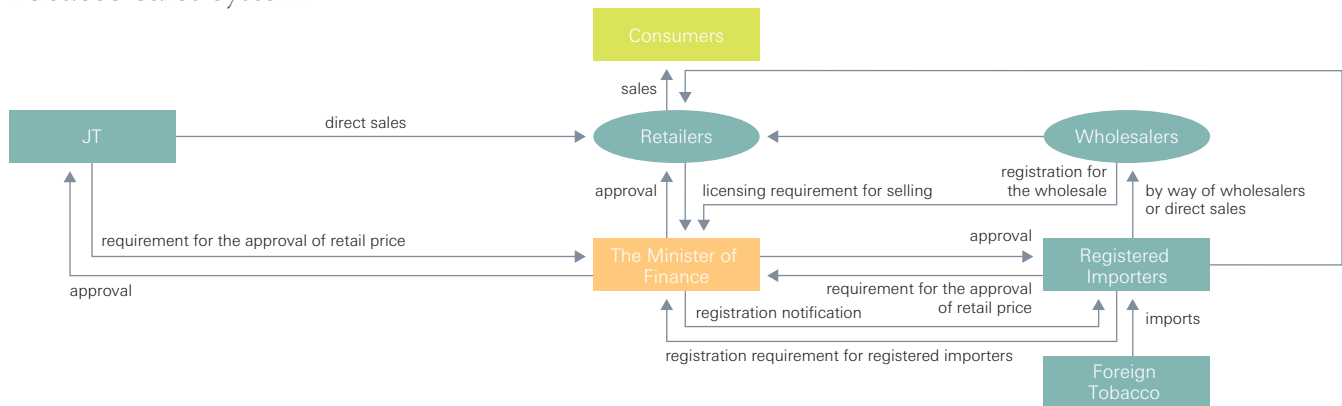 Consumers
sales
direct sales
JT
Retailers
Wholesalers
approval
licensing requirement for selling
registration for
the wholesale
by way of wholesalers
or direct sales
requirement for the approval of retail price
approval
The Minister of
Finance
approval
Registered
Importers
requirement for the approval
of retail price
registration notification
imports
registration requirement for registered importers
Foreign
Tobacco